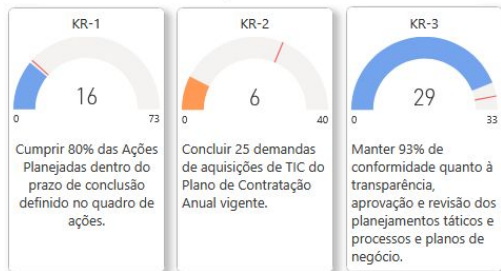 KR-1
16
0
73
Cumprir 80% das Ações
Planejadas dentro do
prazo de conclusão
definido no quadro de
ações.
KR-2
6
0
40
Concluir 25 demandas
de aquisições de TIC do
Plano de Contratação
Anual vigente.
KR-3
29
0
33
Manter 93% de
conformidade quanto à
transparência,
aprovação e revisão dos
planejamentos táticos e
processos e planos de
negócio.